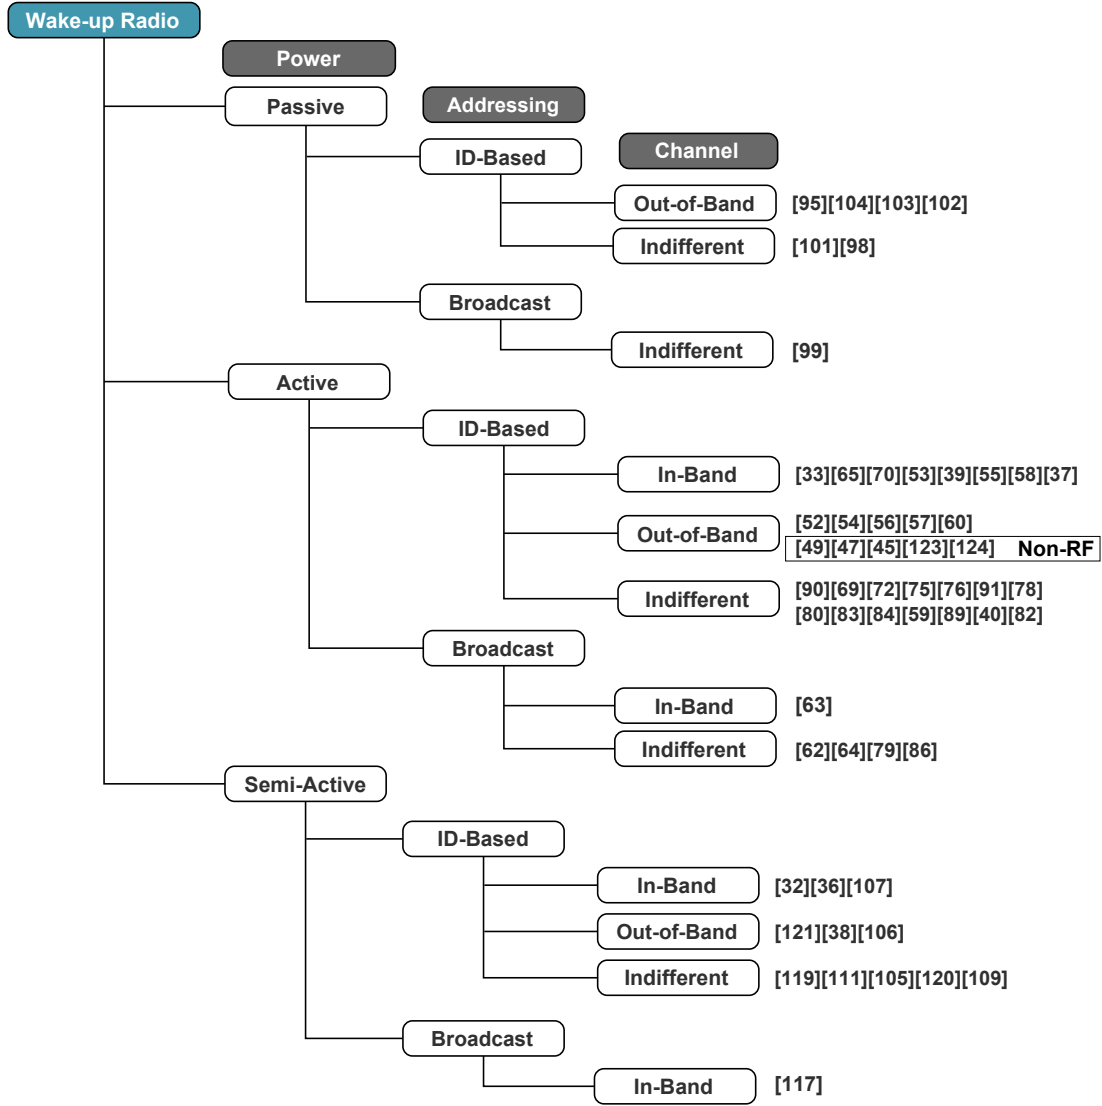 Wake-up Radio
Power
Passive
Addressing
ID-Based
Channel
Out-of-Band [95][104][103][102]
Indifferent [101][98]
Broadcast
Indifferent [99]
Active
ID-Based
In-Band [33][65][70][53][39][55][58][37]
Out-of-Band [52][54][56][57][60]
[49][47][45][123][124] Non-RF
Indifferent [90][69][72][75][76][91][78]
[80][83][84][59][89][40][82]
Broadcast
In-Band [63]
Indifferent [62][64][79][86]
Semi-Active
ID-Based
In-Band [32][36][107]
Out-of-Band [121][38][106]
Indifferent [119][111][105][120][109]
Broadcast
In-Band [117]